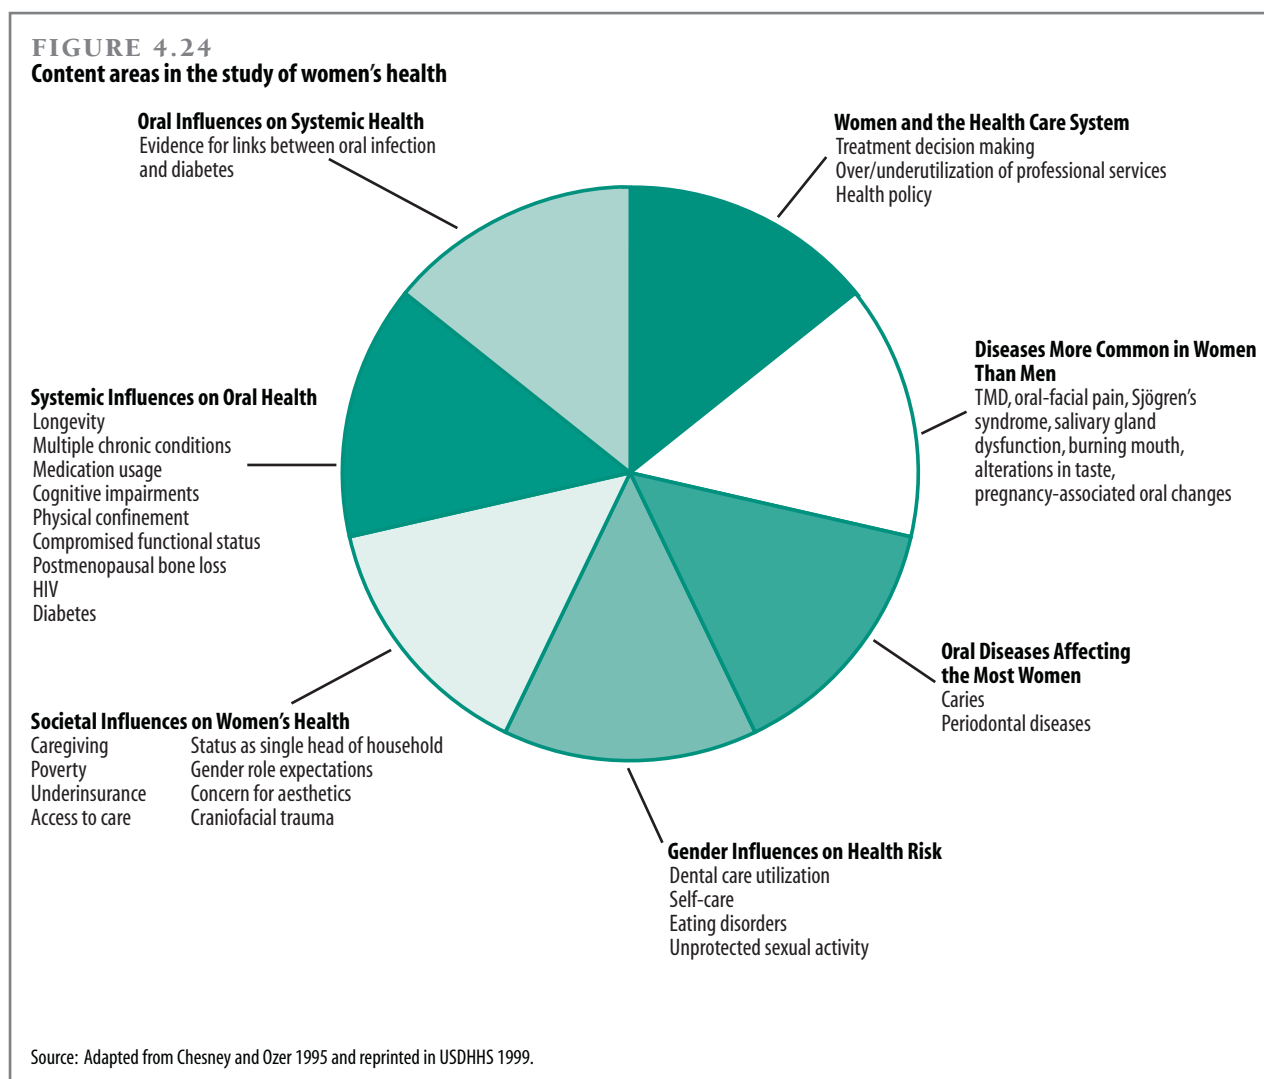 FIGURE 4.24
Content areas in the study of women's health
Oral Influences on Systemic Health
Evidence for links between oral infection
and diabetes
Women and the Health Care System
Treatment decision making
Over/underutilization of professional services
Health policy
Diseases More Common in Women
Than Men
TMD, oral-facial pain, Sjögren's
syndrome, salivary gland
dysfunction, burning mouth,
alterations in taste,
pregnancy-associated oral changes
Oral Diseases Affecting
the Most Women
Caries
Periodontal diseases
Gender Influences on Health Risk
Dental care utilization
Self-care
Eating disorders
Unprotected sexual activity
Societal Influences on Women's Health
Caregiving Status as single head of household
Poverty Gender role expectations
Underinsurance Concern for aesthetics
Access to care Craniofacial trauma
Systemic Influences on Oral Health
Longevity
Multiple chronic conditions
Medication usage
Cognitive impairments
Physical confinement
Compromised functional status
Postmenopausal bone loss
HIV
Diabetes
Source: Adapted from Chesney and Ozer 1995 and reprinted in USDHHS 1999.